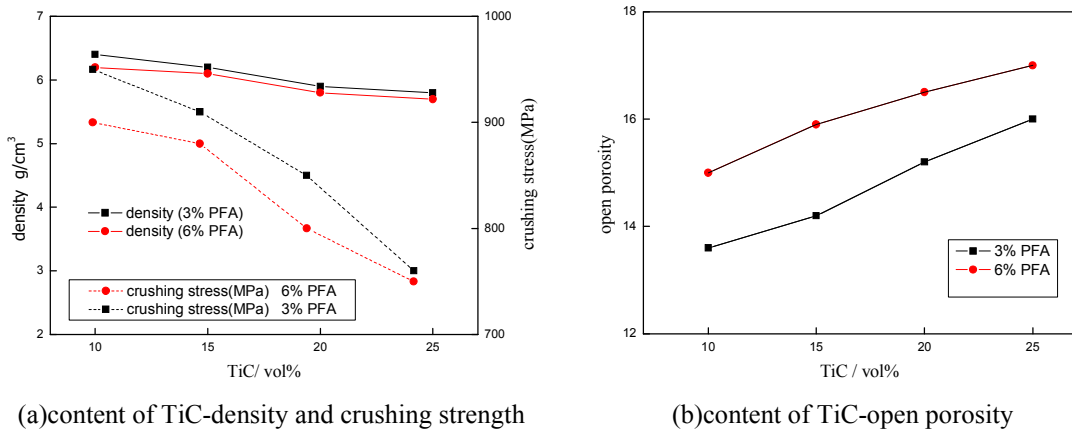 7
6
5
4
3
2
density g/cm³
1000
900
800
700
crushing stress(MPa)
density (3% PFA)
density (6% PFA)
crushing stress(MPa) 6% PFA
crushing stress(MPa) 3% PFA
10 15 20 25
TiC/ vol%
(a)content of TiC-density and crushing strength
18
16
14
12
open porosity
3% PFA
6% PFA
10 15 20 25
TiC/ vol%
(b)content of TiC-open porosity